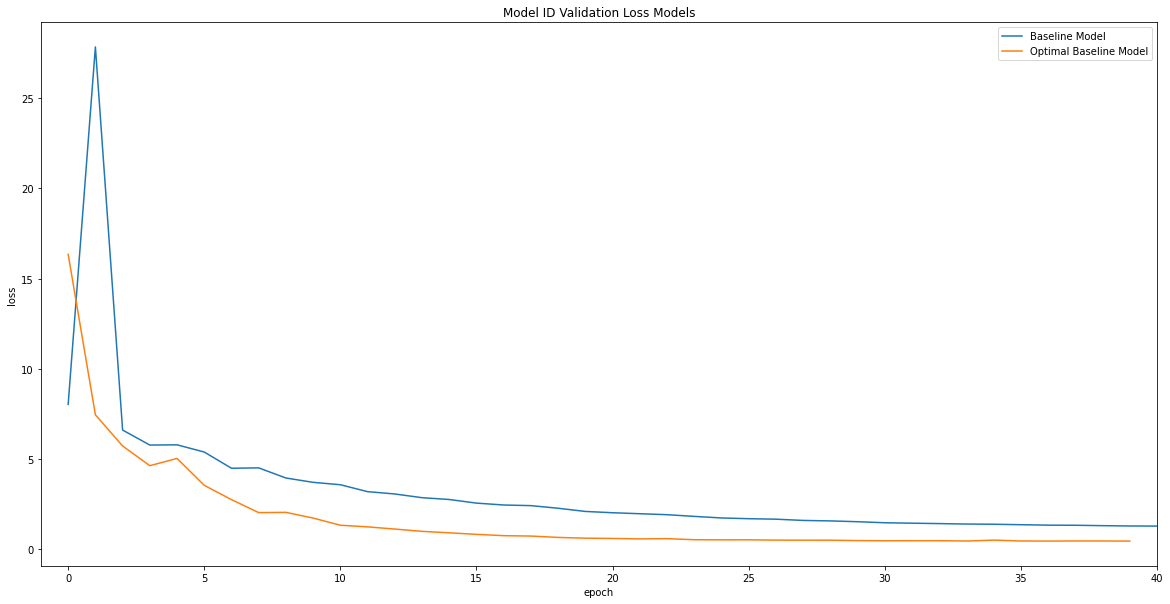 Model ID Validation Loss Models
Baseline Model
Optimal Baseline Model
25
20
15
10
5
0
loss
0 5 10 15 20 25 30 35 40
epoch